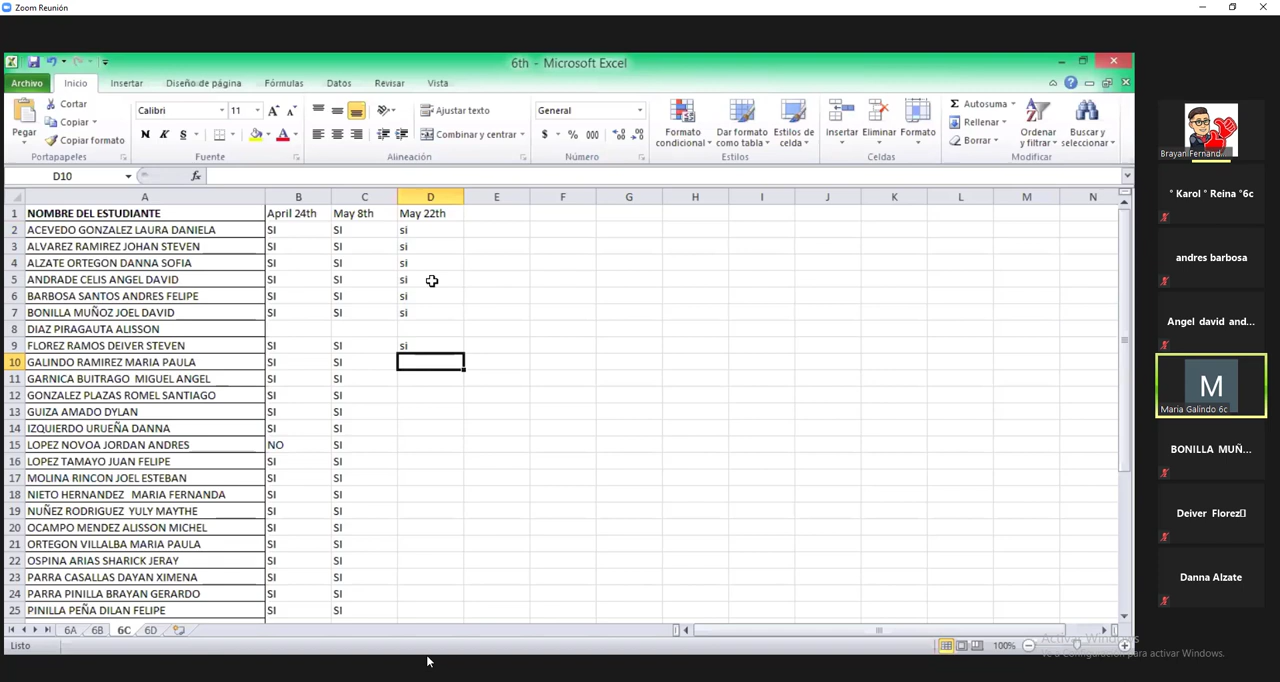 Zoom Reunión
6th - Microsoft Excel
Archivo Inicio Insertar Diseño de página Fórmulas Datos Revisar Vista
Pegar
Cortar
Copiar
Copiar formato
Portapapeles
Calibri 11
N K S
Fuente
Ajustar texto
Combinar y centrar
Alineación
General
$ % 000
Número
Formato condicional
Dar formato como tabla
Estilos de celda
Estilos
Insertar Eliminar Formato
Celdas
Autosuma
Rellenar
Borrar
Ordenar y filtrar
Buscar y seleccionar
Modificar
D10 fx
A B C D E F G H I J K L M N
1 NOMBRE DEL ESTUDIANTE April 24th May 8th May 22th
2 ACEVEDO GONZALEZ LAURA DANIELA SI SI si
3 ALVAREZ RAMIREZ JOHAN STEVEN SI SI si
4 ALZATE ORTEGON DANNA SOFIA SI SI si
5 ANDRADE CELIS ANGEL DAVID SI SI si
6 BARBOSA SANTOS ANDRES FELIPE SI SI si
7 BONILLA MUÑOZ JOEL DAVID SI SI si
8 DIAZ PIRAGAUTA ALISSON
9 FLOREZ RAMOS DEIVER STEVEN SI SI si
10 GALINDO RAMIREZ MARIA PAULA SI SI
11 GARNICA BUITRAGO MIGUEL ANGEL SI SI
12 GONZALEZ PLAZAS ROMEL SANTIAGO SI SI
13 GUIZA AMADO DYLAN SI SI
14 IZQUIERDO URUEÑA DANNA SI SI
15 LOPEZ NOVOA JORDAN ANDRES NO SI
16 LOPEZ TAMAYO JUAN FELIPE SI SI
17 MOLINA RINCON JOEL ESTEBAN SI SI
18 NIETO HERNANDEZ MARIA FERNANDA SI SI
19 NUÑEZ RODRIGUEZ YULY MAYTHE SI SI
20 OCAMPO MENDEZ ALISSON MICHEL SI SI
21 ORTEGON VILLALBA MARIA PAULA SI SI
22 OSPINA ARIAS SHARICK JERAY SI SI
23 PARRA CASALLAS DAYAN XIMENA SI SI
24 PARRA PINILLA BRAYAN GERARDO SI SI
25 PINILLA PEÑA DILAN FELIPE SI SI
6A 6B 6C 6D
Listo 100%
Activar Windows
Ve a Configuración para activar Windows.
Brayan Fernand...
° Karol ° Reina °6c
andres barbosa
Angel david and...
M
Maria Galindo 6c
BONILLA MUÑ...
Deiver Florez
Danna Alzate